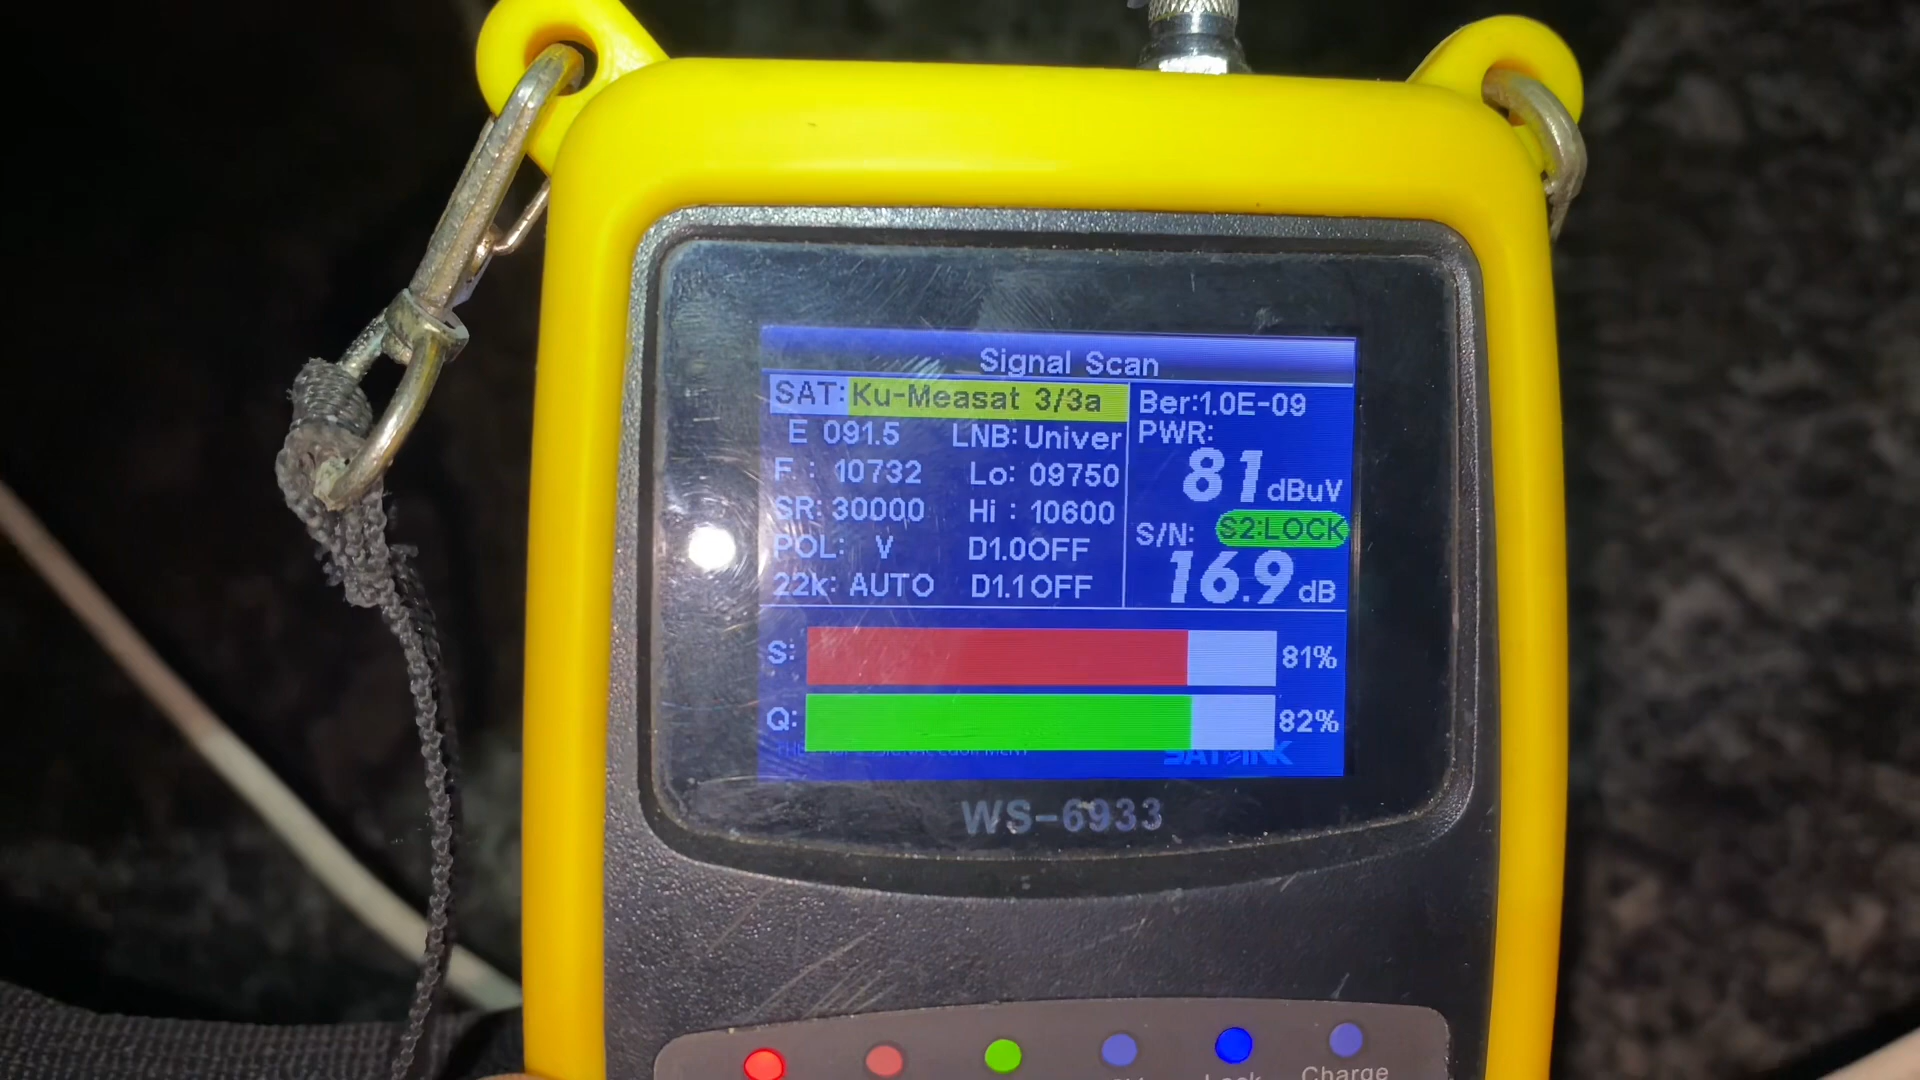 Signal Scan
SAT: Ku-Measat 3/3a
E 091.5 LNB: Univer
F : 10732 Lo: 09750
SR: 30000 Hi : 10600
POL: V D1.0OFF
22k: AUTO D1.1OFF
Ber:1.0E-09
PWR:
81 dBuV
S/N: S2:LOCK
16.9 dB
S: 81%
Q: 82%
SATLINK
WS-6933
Lock Charge